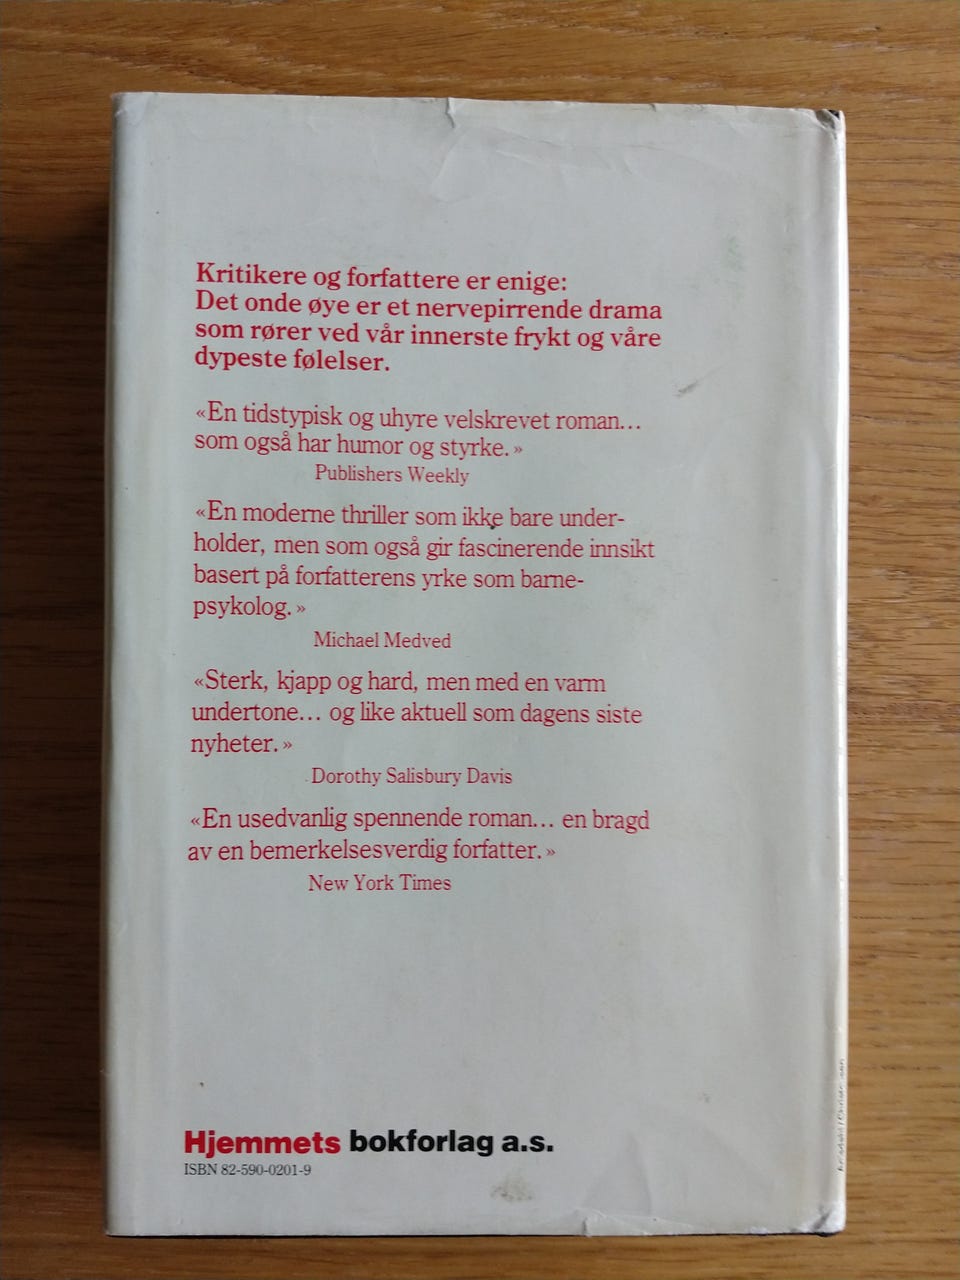 Kritikere og forfattere er enige:
Det onde øye er et nervepirrende drama
som rører ved vår innerste frykt og våre
dypeste følelser.
«En tidstypisk og uhyre velskrevet roman...
som også har humor og styrke.»
Publishers Weekly
«En moderne thriller som ikke bare under-
holder, men som også gir fascinerende innsikt
basert på forfatterens yrke som barne-
psykolog.»
Michael Medved
«Sterk, kjapp og hard, men med en varm
undertone... og like aktuell som dagens siste
nyheter.»
Dorothy Salisbury Davis
«En usedvanlig spennende roman... en bragd
av en bemerkelsesverdig forfatter.»
New York Times
Hjemmets bokforlag a.s.
ISBN 82-590-0201-9